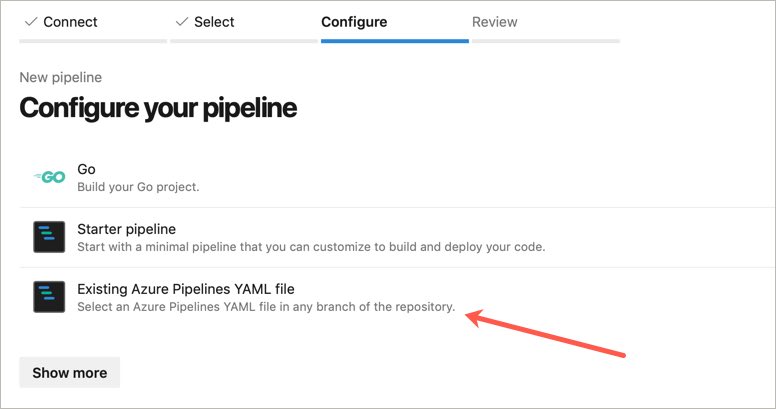 Connect Select Configure Review
New pipeline
Configure your pipeline
GO
Go
Build your Go project.
Starter pipeline
Start with a minimal pipeline that you can customize to build and deploy your code.
Existing Azure Pipelines YAML file
Select an Azure Pipelines YAML file in any branch of the repository.
Show more